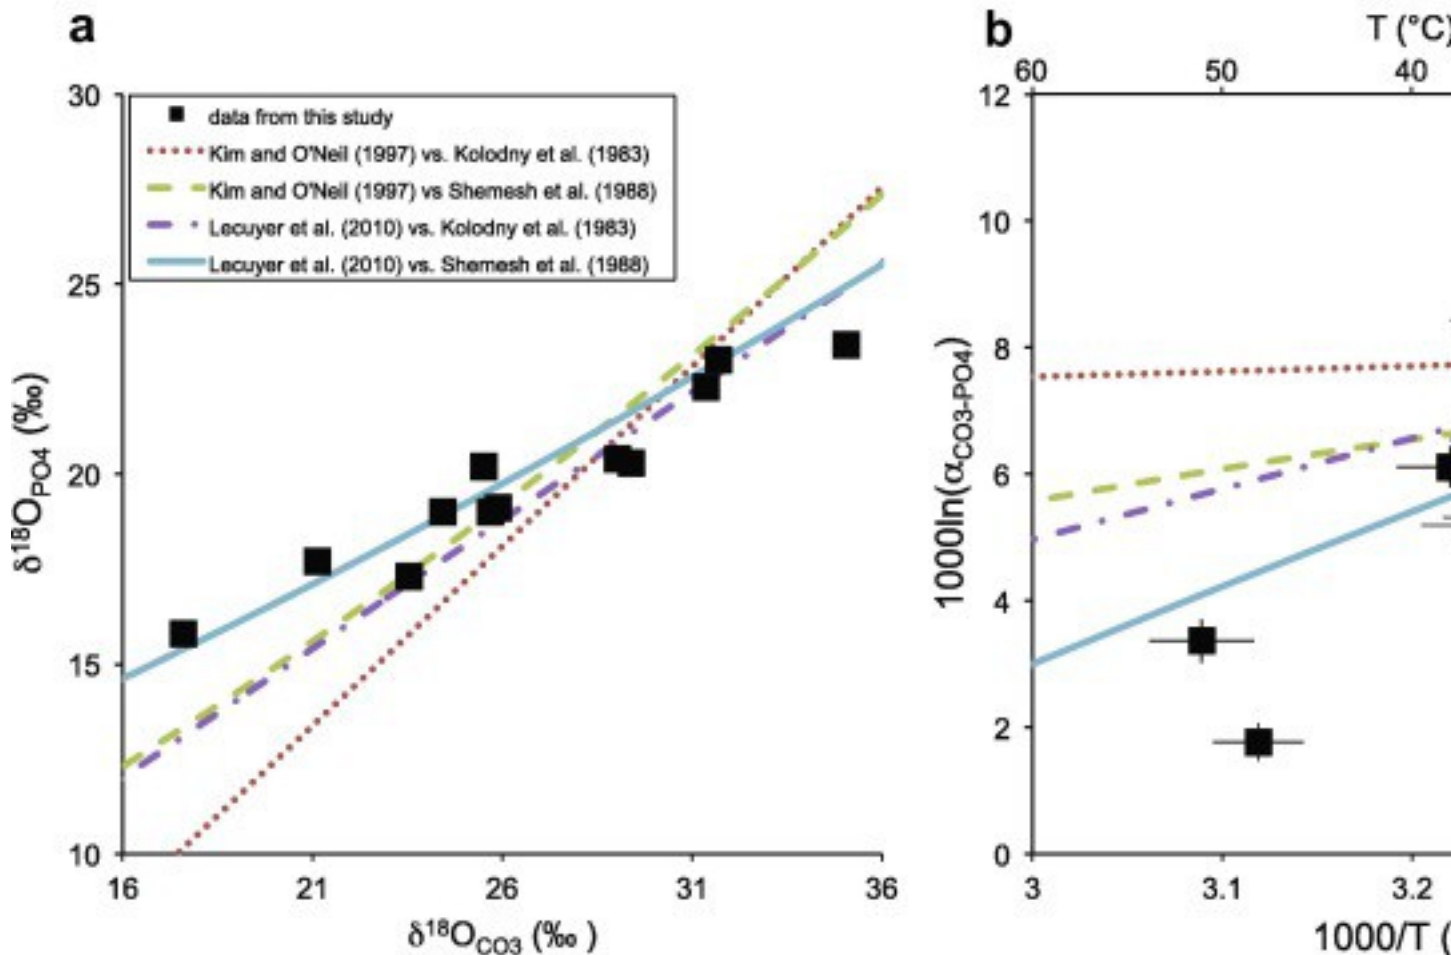 a
30
25
20
15
10
δ¹⁸O_PO4 (‰)
data from this study
Kim and O'Neil (1997) vs. Kolodny et al. (1983)
Kim and O'Neil (1997) vs Shemesh et al. (1988)
Lecuyer et al. (2010) vs. Kolodny et al. (1983)
Lecuyer et al. (2010) vs. Shemesh et al. (1988)
16 21 26 31 36
δ¹⁸O_CO3 (‰ )
b
T (°C)
60 50 40
12
10
8
6
4
2
0
1000ln(α_CO3-PO4)
3 3.1 3.2
1000/T (